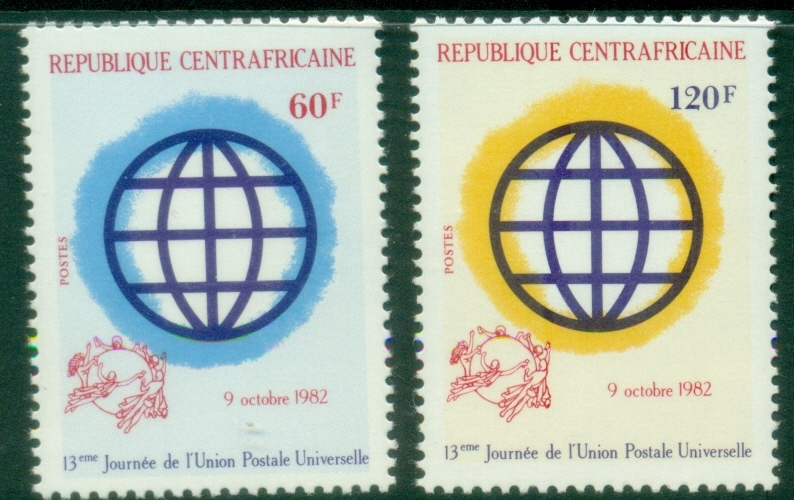 REPUBLIQUE CENTRAFRICAINE
60F
POSTES
9 octobre 1982
13eme Journée de l'Union Postale Universelle
REPUBLIQUE CENTRAFRICAINE
120F
POSTES
9 octobre 1982
13eme Journée de l'Union Postale Universelle